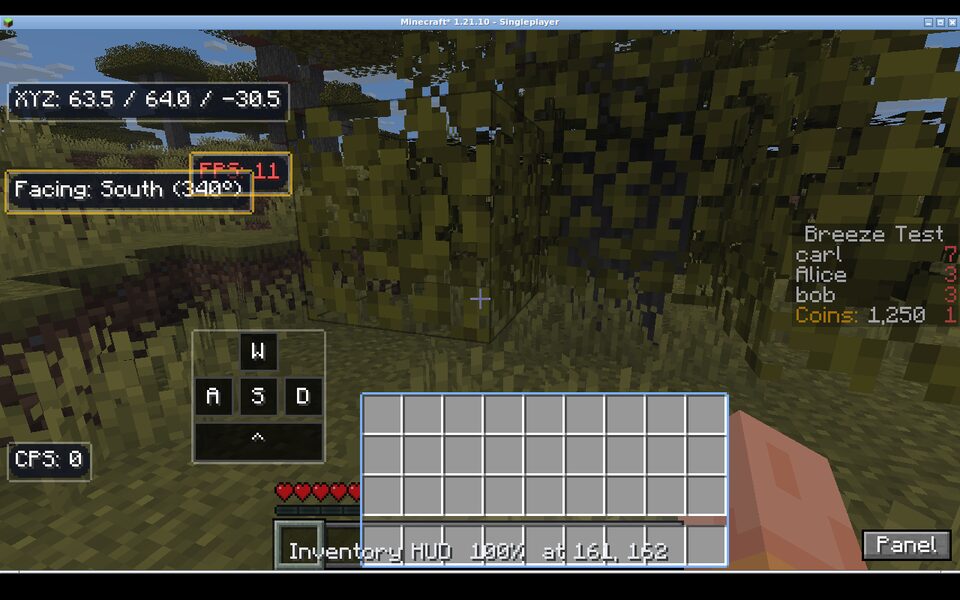 Minecraft* 1.21.10 - Singleplayer
XYZ: 63.5 / 64.0 / -30.5
FPS: 11
Facing: South (340°)
Breeze Test
carl 7
Alice 3
bob 3
Coins: 1,250 1
W
A S D
^
CPS: 0
Inventory HUD 100% at 161, 162
Panel